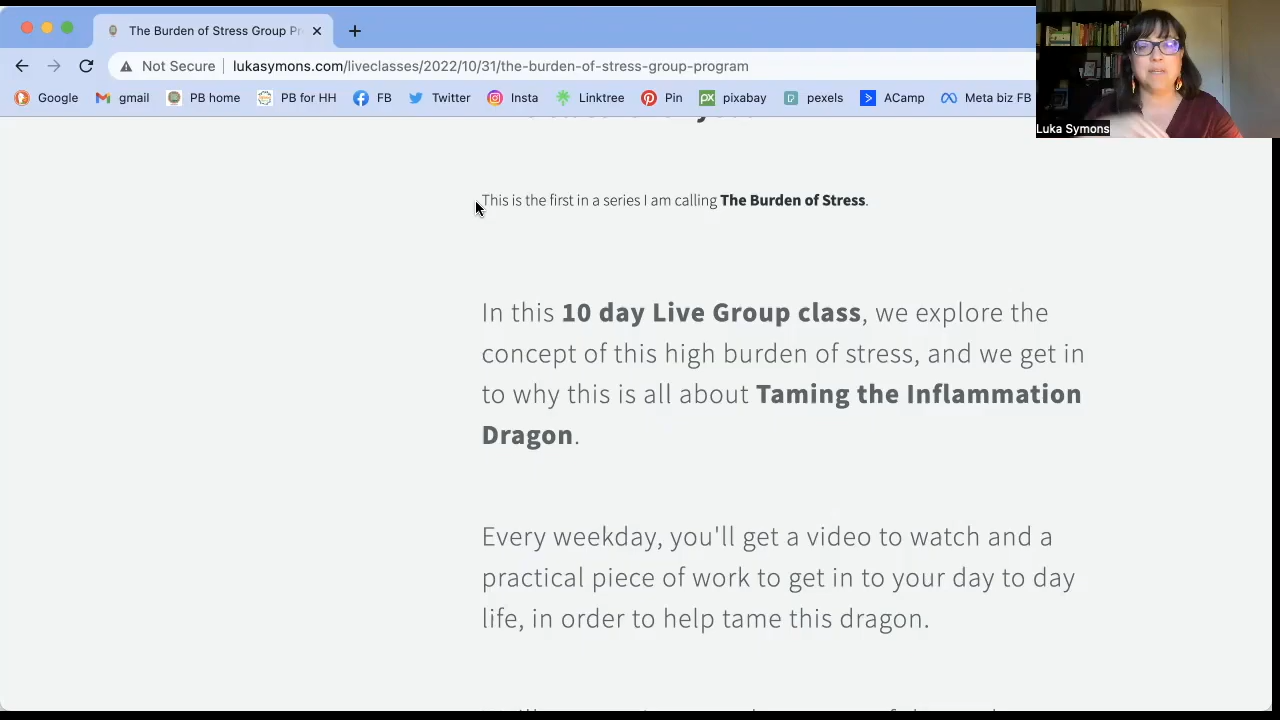 The Burden of Stress Group Pr
Not Secure
lukasymons.com/liveclasses/2022/10/31/the-burden-of-stress-group-program
Google
gmail
PB home
PB for HH
FB
Twitter
Insta
Linktree
Pin
pixabay
pexels
ACamp
Meta biz FB
Luka Symons
This is the first in a series I am calling The Burden of Stress.
In this 10 day Live Group class, we explore the
concept of this high burden of stress, and we get in
to why this is all about Taming the Inflammation
Dragon.
Every weekday, you'll get a video to watch and a
practical piece of work to get in to your day to day
life, in order to help tame this dragon.